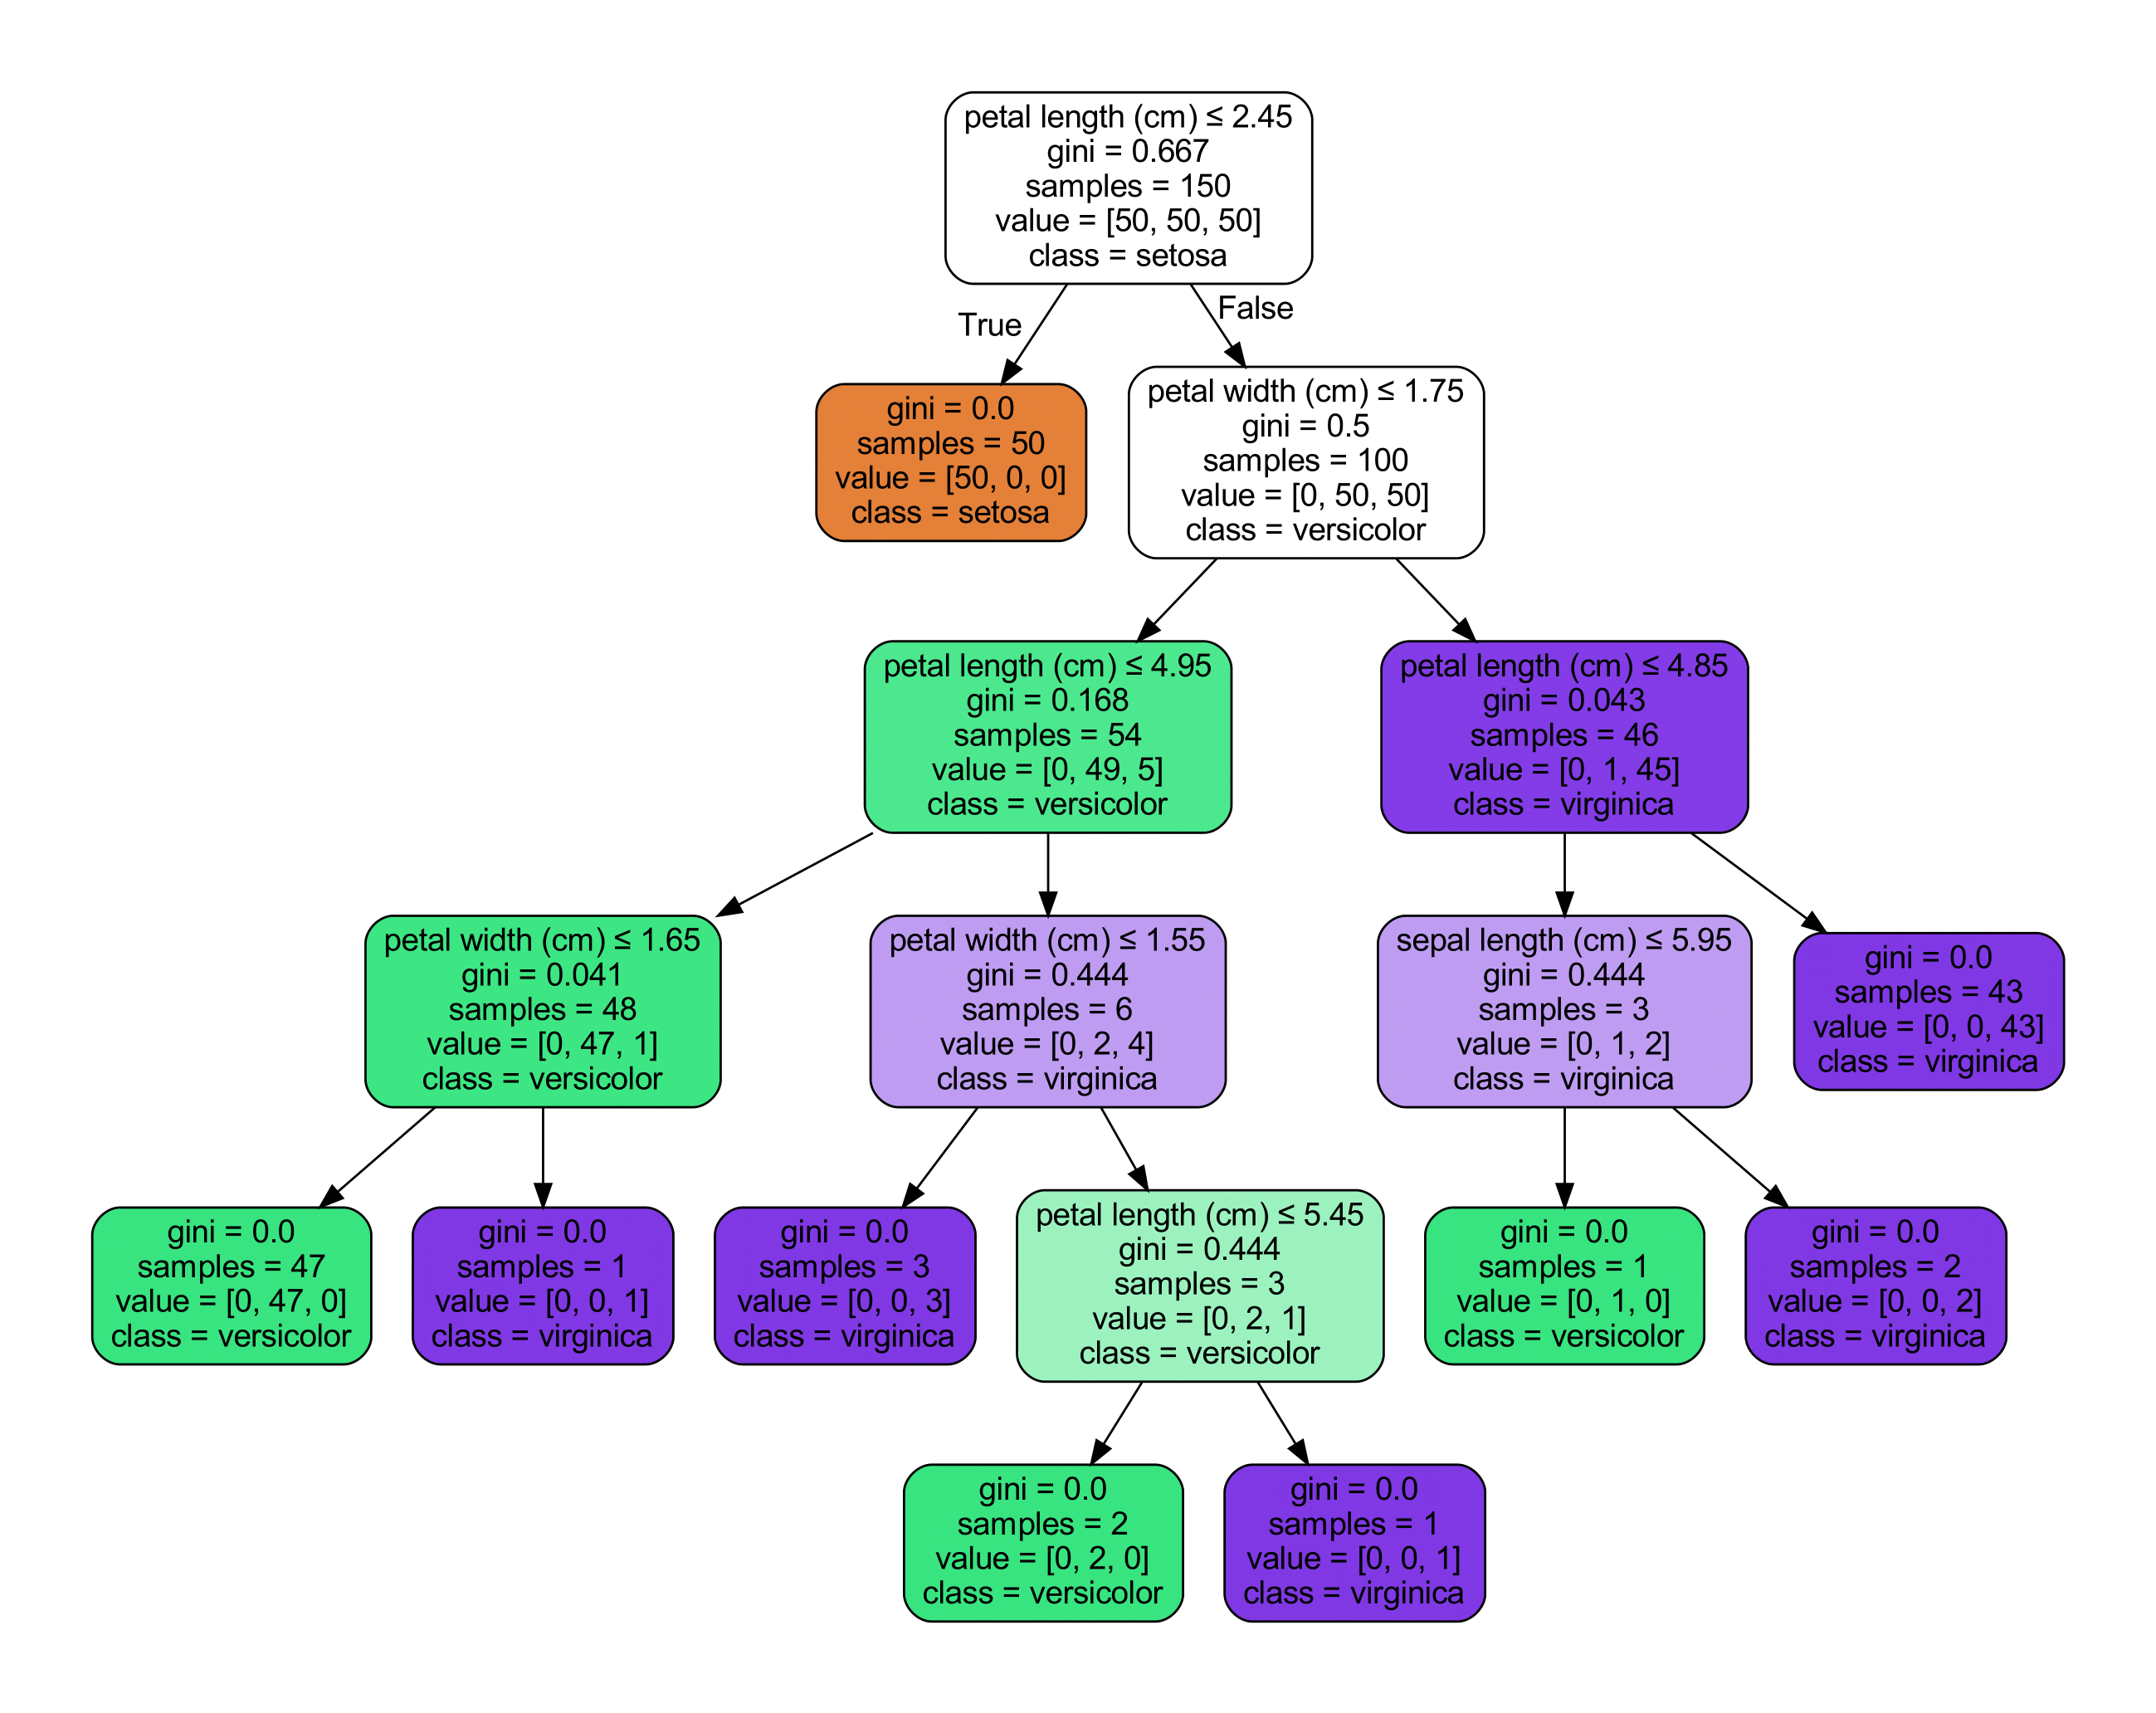 petal length (cm) ≤ 2.45
gini = 0.667
samples = 150
value = [50, 50, 50]
class = setosa
True
False
gini = 0.0
samples = 50
value = [50, 0, 0]
class = setosa
petal width (cm) ≤ 1.75
gini = 0.5
samples = 100
value = [0, 50, 50]
class = versicolor
petal length (cm) ≤ 4.95
gini = 0.168
samples = 54
value = [0, 49, 5]
class = versicolor
petal length (cm) ≤ 4.85
gini = 0.043
samples = 46
value = [0, 1, 45]
class = virginica
petal width (cm) ≤ 1.65
gini = 0.041
samples = 48
value = [0, 47, 1]
class = versicolor
petal width (cm) ≤ 1.55
gini = 0.444
samples = 6
value = [0, 2, 4]
class = virginica
sepal length (cm) ≤ 5.95
gini = 0.444
samples = 3
value = [0, 1, 2]
class = virginica
gini = 0.0
samples = 43
value = [0, 0, 43]
class = virginica
gini = 0.0
samples = 47
value = [0, 47, 0]
class = versicolor
gini = 0.0
samples = 1
value = [0, 0, 1]
class = virginica
gini = 0.0
samples = 3
value = [0, 0, 3]
class = virginica
petal length (cm) ≤ 5.45
gini = 0.444
samples = 3
value = [0, 2, 1]
class = versicolor
gini = 0.0
samples = 1
value = [0, 1, 0]
class = versicolor
gini = 0.0
samples = 2
value = [0, 0, 2]
class = virginica
gini = 0.0
samples = 2
value = [0, 2, 0]
class = versicolor
gini = 0.0
samples = 1
value = [0, 0, 1]
class = virginica